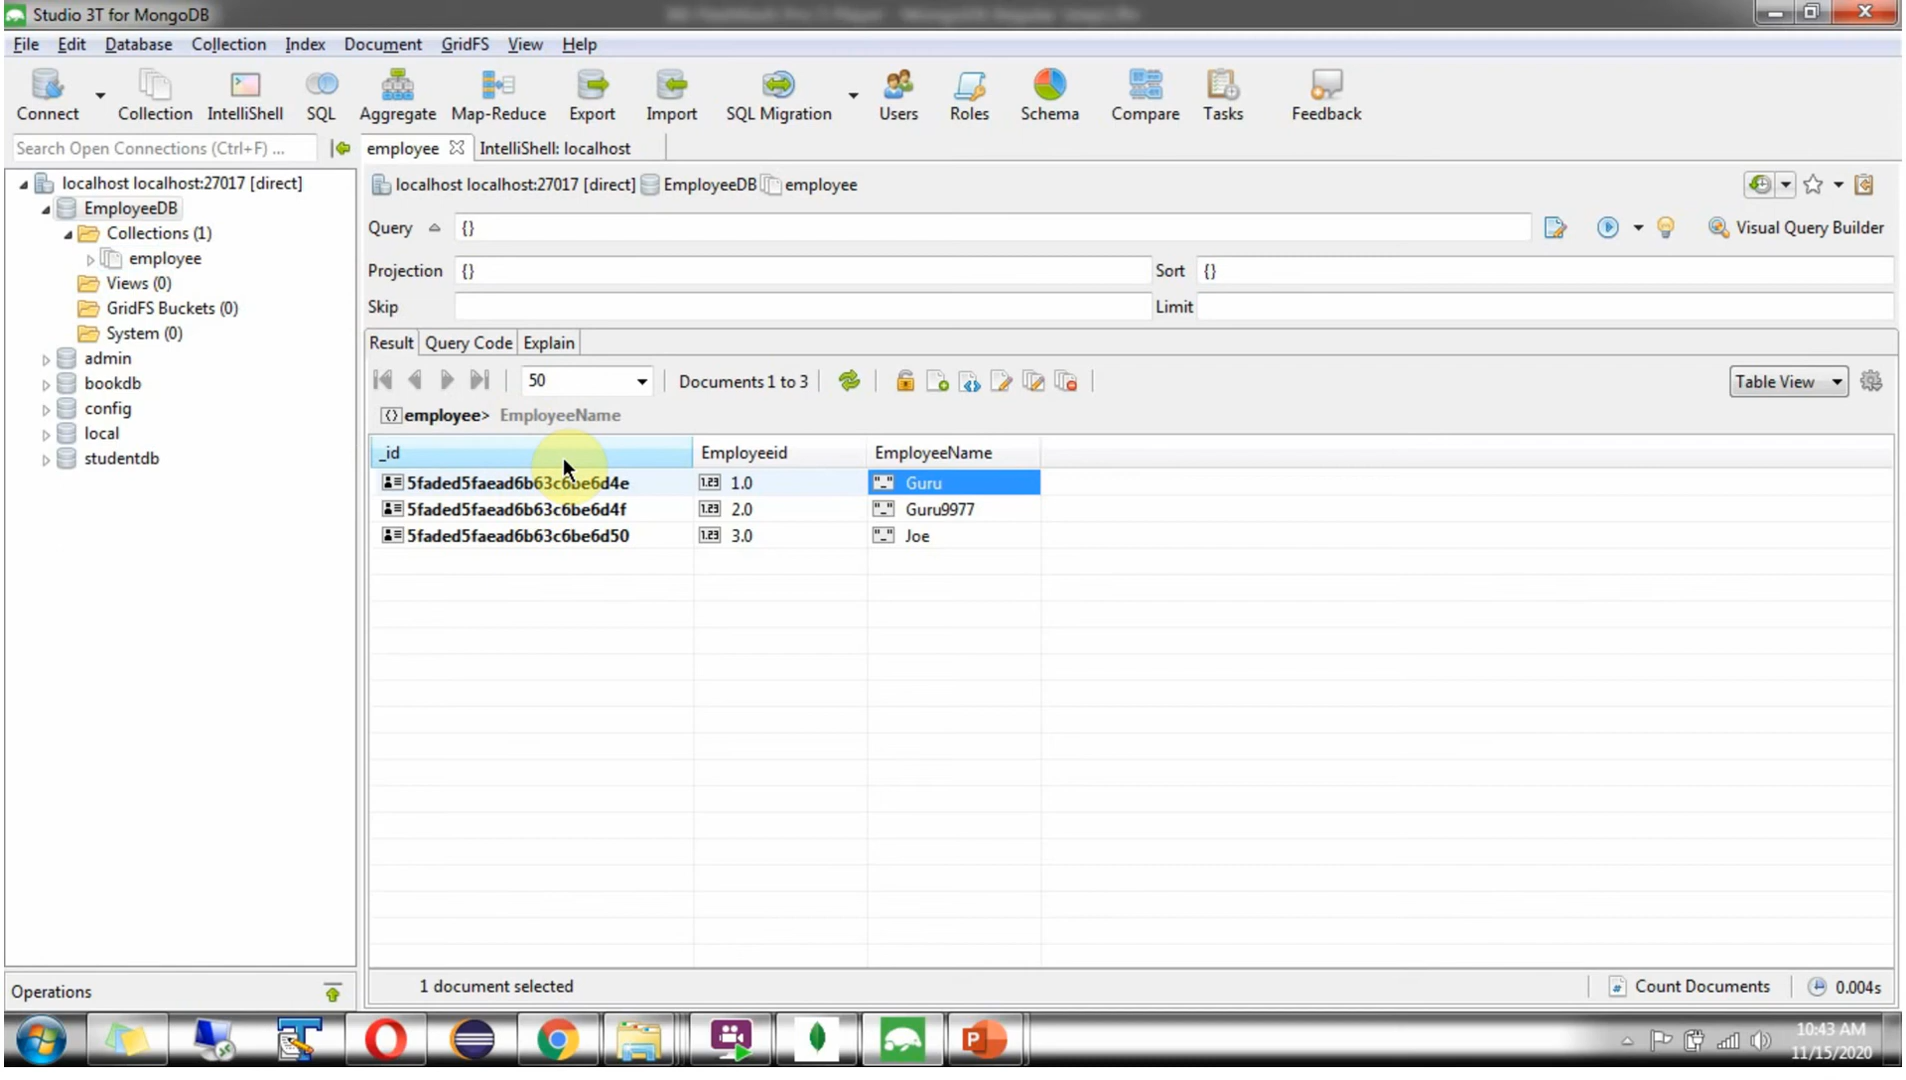 Studio 3T for MongoDB
File Edit Database Collection Index Document GridFS View Help
Connect Collection IntelliShell SQL Aggregate Map-Reduce Export Import SQL Migration Users Roles Schema Compare Tasks Feedback
Search Open Connections (Ctrl+F) ...
employee IntelliShell: localhost
localhost localhost:27017 [direct]
EmployeeDB
Collections (1)
employee
Views (0)
GridFS Buckets (0)
System (0)
admin
bookdb
config
local
studentdb
localhost localhost:27017 [direct] EmployeeDB employee
Query {} Visual Query Builder
Projection {} Sort {}
Skip Limit
Result Query Code Explain
50 Documents 1 to 3 Table View
employee> EmployeeName
_id Employeeid EmployeeName
5faded5faead6b63c6be6d4e 1.0 Guru
5faded5faead6b63c6be6d4f 2.0 Guru9977
5faded5faead6b63c6be6d50 3.0 Joe
Operations 1 document selected Count Documents 0.004s
10:43 AM
11/15/2020